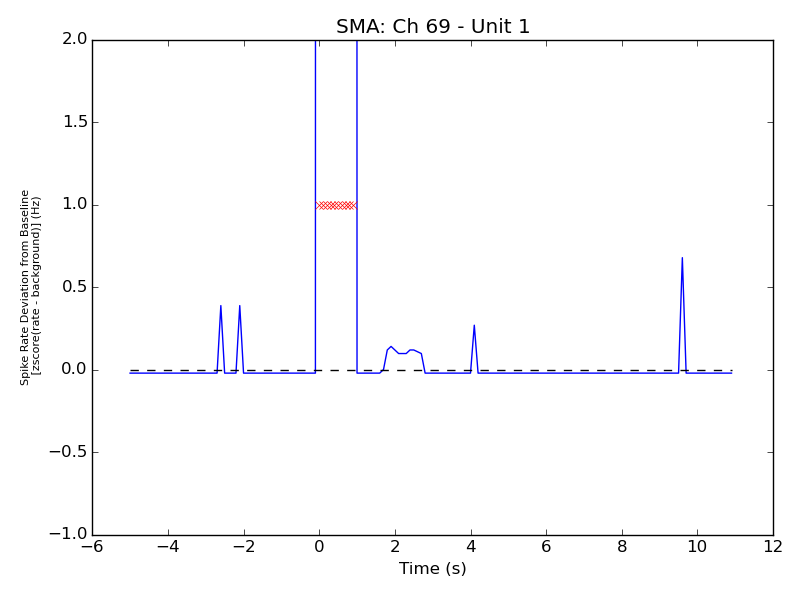 SMA: Ch 69 - Unit 1
2.0
1.5
1.0
0.5
0.0
−0.5
−1.0
Spike Rate Deviation from Baseline
[zscore(rate - background)] (Hz)
−6 −4 −2 0 2 4 6 8 10 12
Time (s)